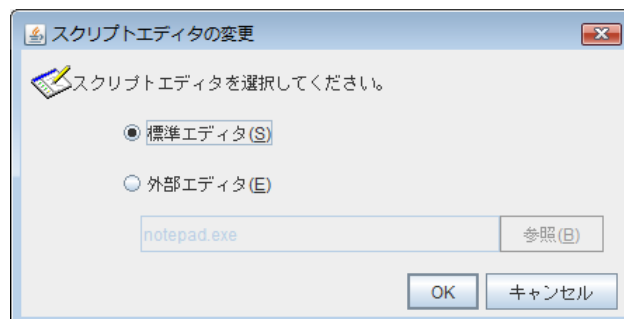 スクリプトエディタの変更
スクリプトエディタを選択してください。
標準エディタ(S)
外部エディタ(E)
notepad.exe 参照(B)
OK キャンセル